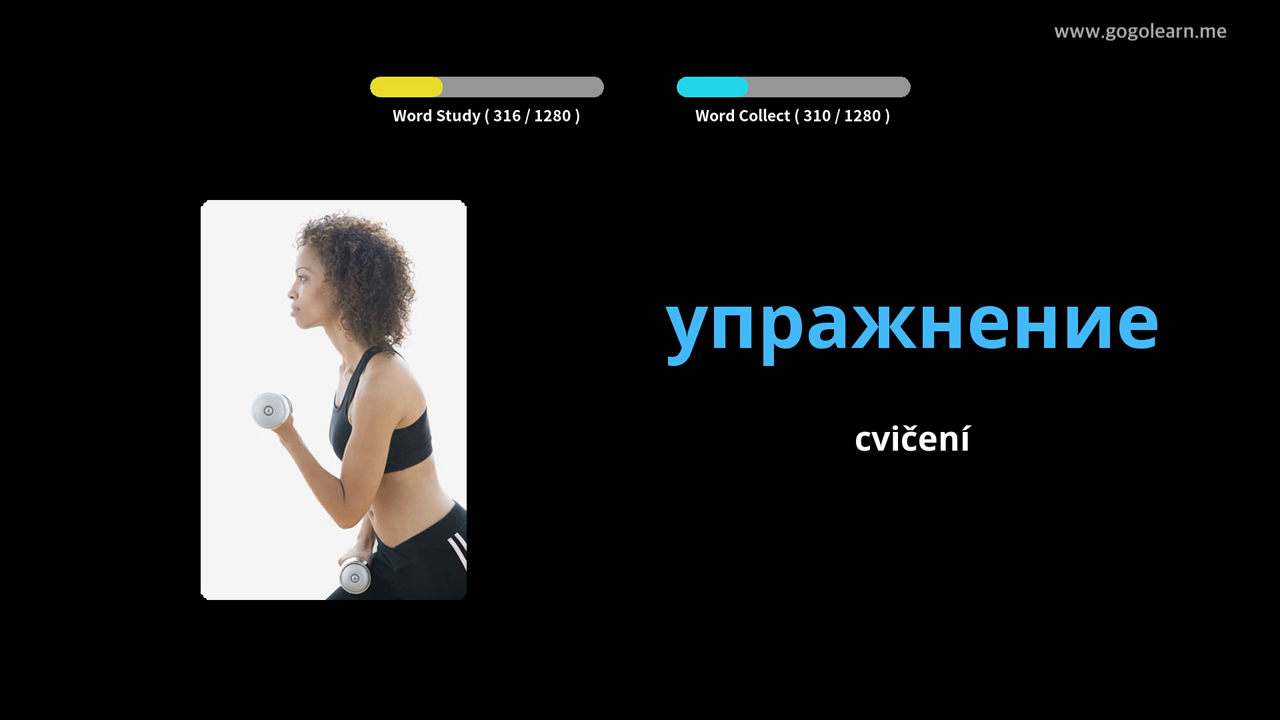 www.gogolearn.me
Word Study ( 316 / 1280 )
Word Collect ( 310 / 1280 )
упражнение
cvičení